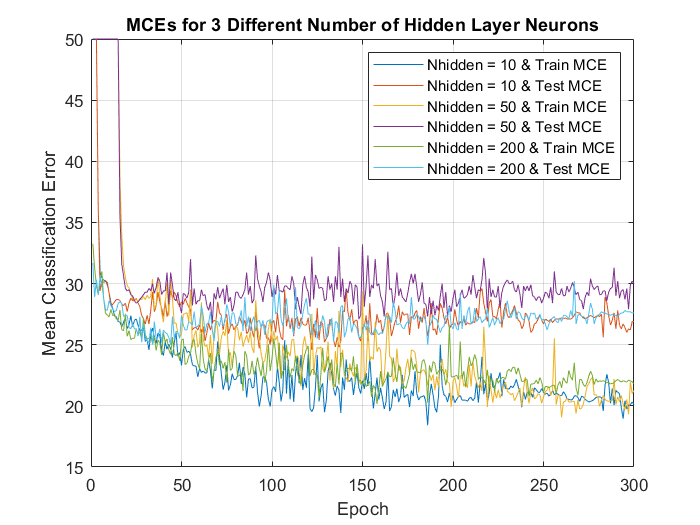 MCEs for 3 Different Number of Hidden Layer Neurons
50
45
40
35
30
25
20
15
Mean Classification Error
Nhidden = 10 & Train MCE
Nhidden = 10 & Test MCE
Nhidden = 50 & Train MCE
Nhidden = 50 & Test MCE
Nhidden = 200 & Train MCE
Nhidden = 200 & Test MCE
0 50 100 150 200 250 300
Epoch